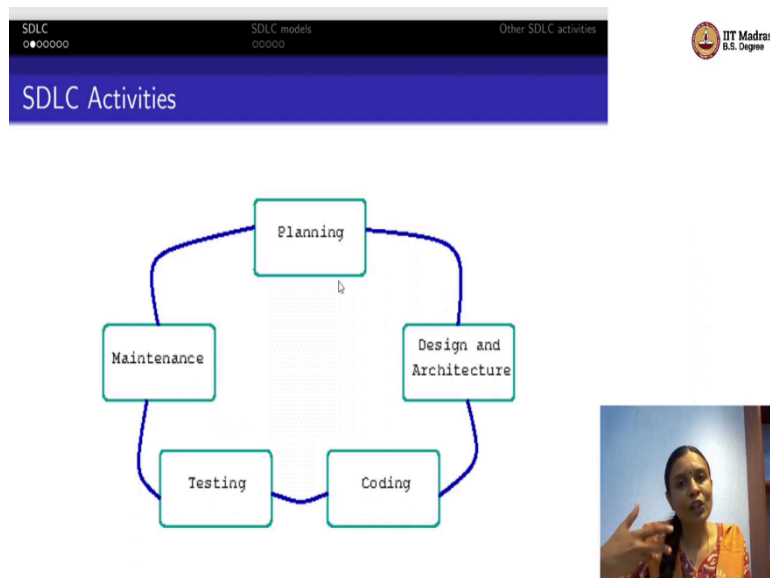 SDLC
SDLC models
Other SDLC activities
IIT Madras
B.S. Degree
SDLC Activities
Planning
Maintenance
Design and
Architecture
Testing
Coding